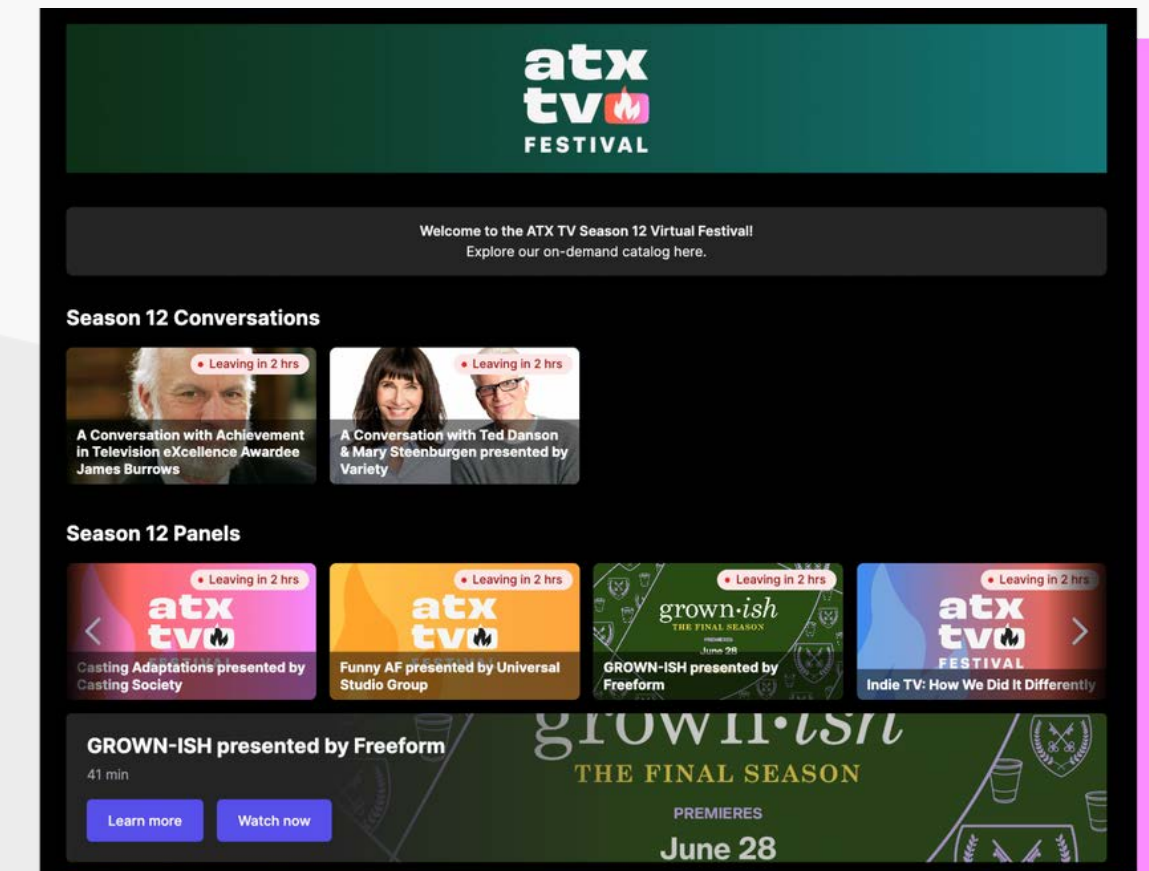 atx
tv
FESTIVAL
Welcome to the ATX TV Season 12 Virtual Festival!
Explore our on-demand catalog here.
Season 12 Conversations
• Leaving in 2 hrs
A Conversation with Achievement
in Television eXcellence Awardee
James Burrows
• Leaving in 2 hrs
A Conversation with Ted Danson
& Mary Steenburgen presented by
Variety
Season 12 Panels
• Leaving in 2 hrs
atx
tv
FESTIVAL
Casting Adaptations presented by
Casting Society
• Leaving in 2 hrs
atx
tv
FESTIVAL
Funny AF presented by Universal
Studio Group
• Leaving in 2 hrs
grown•ish
THE FINAL SEASON
PREMIERES
June 28
GROWN-ISH presented by
Freeform
• Leaving in 2 hrs
atx
tv
FESTIVAL
Indie TV: How We Did It Differently
GROWN-ISH presented by Freeform
41 min
Learn more
Watch now
grown•ish
THE FINAL SEASON
PREMIERES
June 28